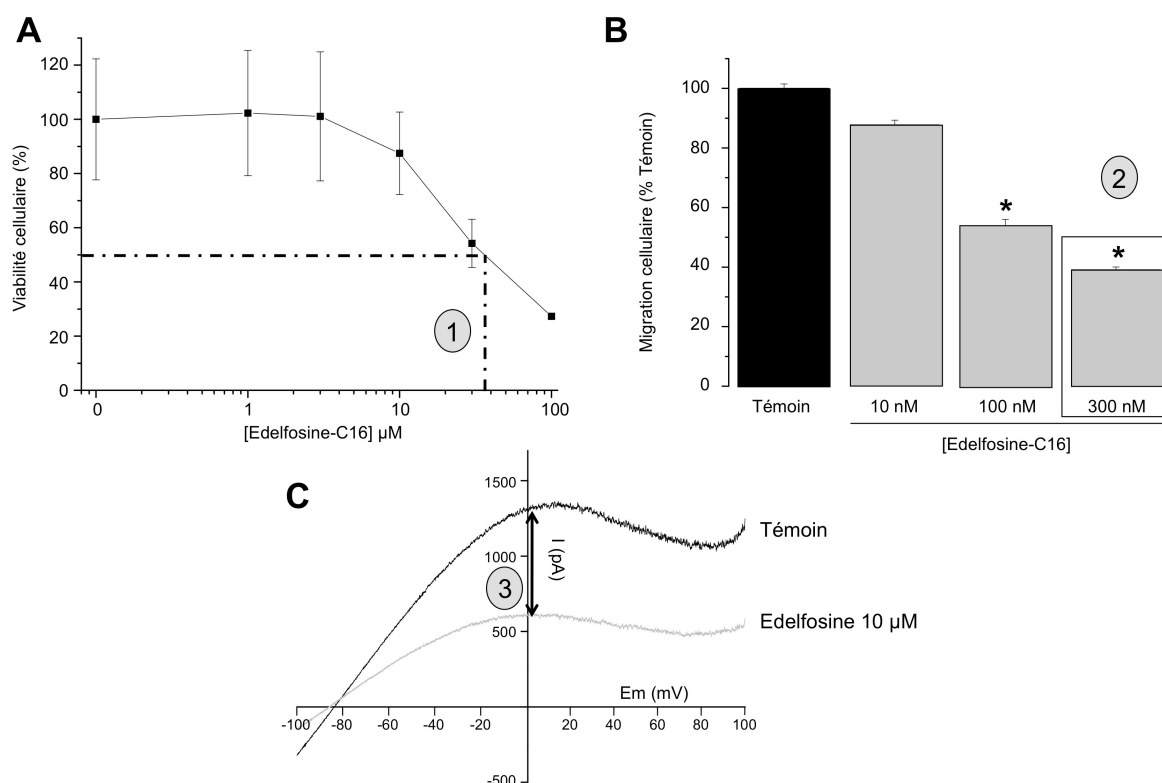 A
120
100
80
60
40
20
0
Viabilité cellulaire (%)
1
0 1 10 100
[Edelfosine-C16] µM
B
100
80
60
40
20
0
Migration cellulaire (% Témoin)
2
*
*
Témoin 10 nM 100 nM 300 nM
[Edelfosine-C16]
C
1500
1000
500
-500
I (pA)
3
Témoin
Edelfosine 10 µM
Em (mV)
-100 -80 -60 -40 -20 20 40 60 80 100